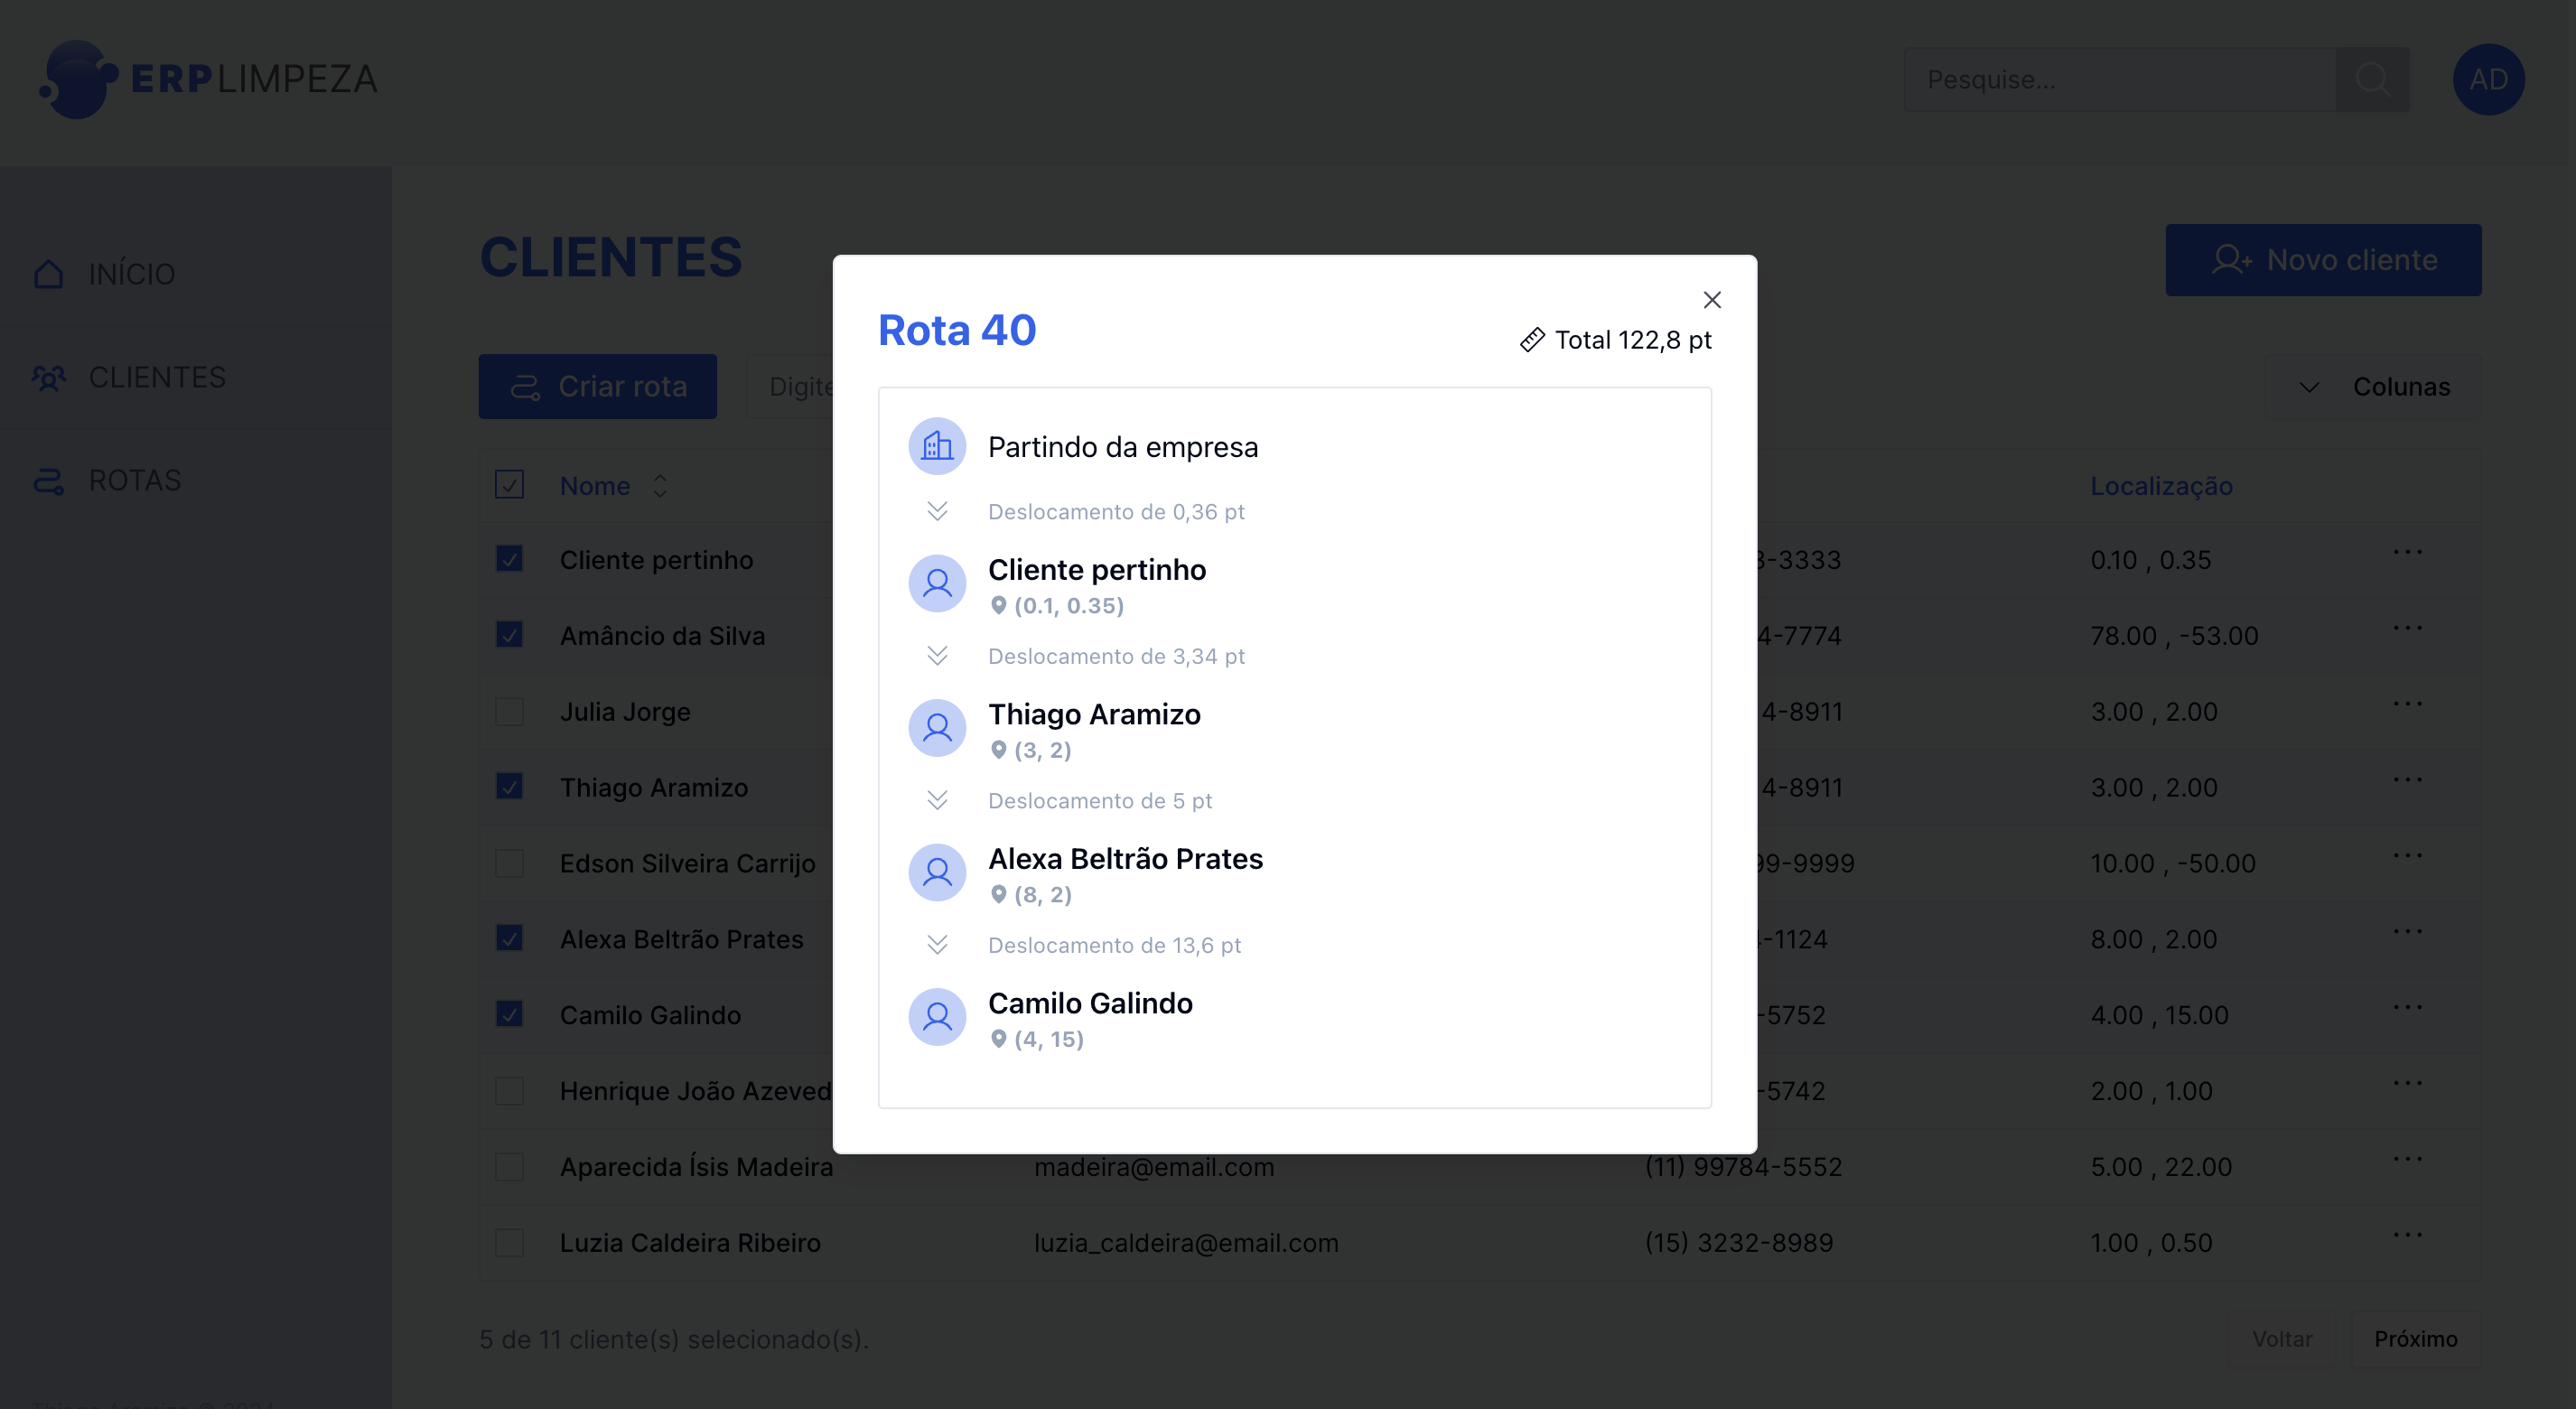 ERPLIMPEZA
Pesquise...
AD
INÍCIO
CLIENTES
ROTAS
CLIENTES
Novo cliente
Criar rota
Digite
Colunas
Nome
Localização
Cliente pertinho
3-3333
0.10 , 0.35
Amâncio da Silva
4-7774
78.00 , -53.00
Julia Jorge
4-8911
3.00 , 2.00
Thiago Aramizo
4-8911
3.00 , 2.00
Edson Silveira Carrijo
99-9999
10.00 , -50.00
Alexa Beltrão Prates
4-1124
8.00 , 2.00
Camilo Galindo
-5752
4.00 , 15.00
Henrique João Azeved
-5742
2.00 , 1.00
Aparecida Ísis Madeira
madeira@email.com
(11) 99784-5552
5.00 , 22.00
Luzia Caldeira Ribeiro
luzia_caldeira@email.com
(15) 3232-8989
1.00 , 0.50
5 de 11 cliente(s) selecionado(s).
Voltar
Próximo
Rota 40
Total 122,8 pt
Partindo da empresa
Deslocamento de 0,36 pt
Cliente pertinho
(0.1, 0.35)
Deslocamento de 3,34 pt
Thiago Aramizo
(3, 2)
Deslocamento de 5 pt
Alexa Beltrão Prates
(8, 2)
Deslocamento de 13,6 pt
Camilo Galindo
(4, 15)